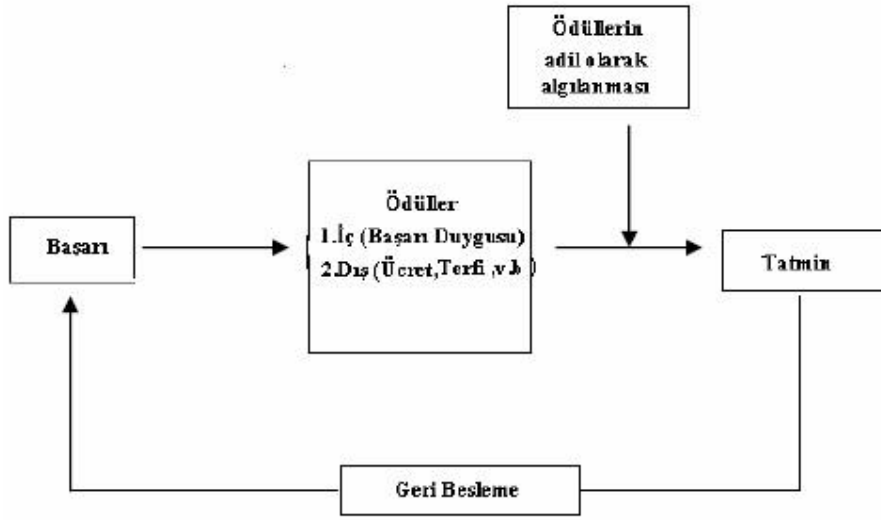 Ödüllerin
adil olarak
algılanması
Ödüller
1.İç (Başarı Duygusu)
2.Dış (Ücret,Terfi ,v.b )
Başarı
Tatmin
Geri Besleme